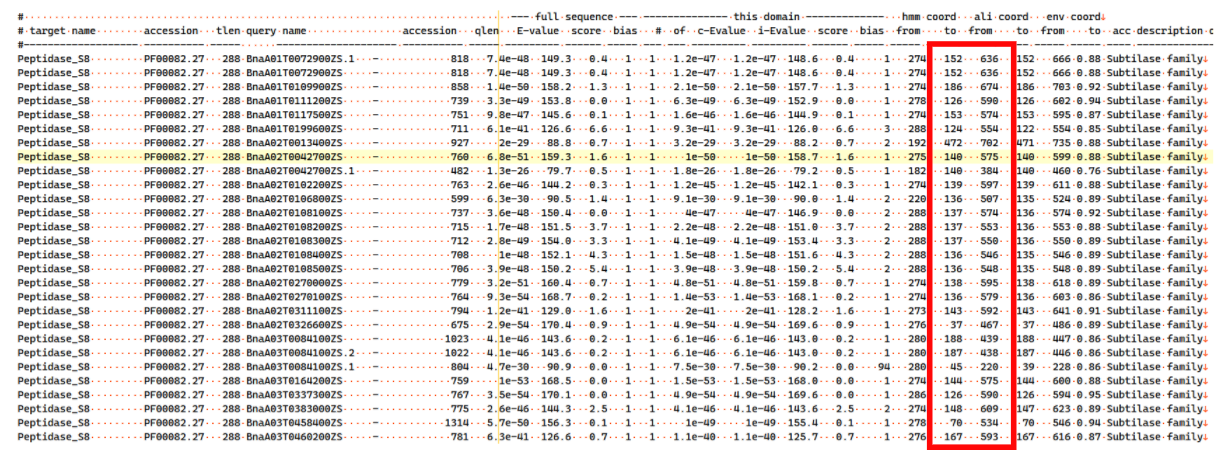 # --- full sequence --- -------------- this domain ------------- hmm coord ali coord env coord↓
# target name accession tlen query name accession qlen E-value score bias # of c-Evalue i-Evalue score bias from to from to from to acc description o
#------------------- ---------- ----- -------------------- ---------- ----- --------- ------ ----- --- --- --------- --------- ------ ----- ----- ----- ----- ----- ----- ----- ---- ---------------------
Peptidase_S8 PF00082.27 288 BnaA01T0072900ZS.1 - 818 7.4e-48 149.3 0.4 1 1 1.2e-47 1.2e-47 148.6 0.4 1 274 152 636 152 666 0.88 Subtilase family↓
Peptidase_S8 PF00082.27 288 BnaA01T0072900ZS - 818 7.4e-48 149.3 0.4 1 1 1.2e-47 1.2e-47 148.6 0.4 1 274 152 636 152 666 0.88 Subtilase family↓
Peptidase_S8 PF00082.27 288 BnaA01T0109900ZS - 858 1.4e-50 158.2 1.3 1 1 2.1e-50 2.1e-50 157.7 1.3 1 274 186 674 186 703 0.92 Subtilase family↓
Peptidase_S8 PF00082.27 288 BnaA01T0111200ZS - 739 3.3e-49 153.8 0.0 1 1 6.3e-49 6.3e-49 152.9 0.0 1 278 126 590 126 602 0.94 Subtilase family↓
Peptidase_S8 PF00082.27 288 BnaA01T0117500ZS - 751 9.8e-47 145.6 0.1 1 1 1.6e-46 1.6e-46 144.9 0.1 1 274 153 574 153 595 0.87 Subtilase family↓
Peptidase_S8 PF00082.27 288 BnaA01T0199600ZS - 711 6.1e-41 126.6 6.6 1 1 9.3e-41 9.3e-41 126.0 6.6 3 288 124 554 122 554 0.85 Subtilase family↓
Peptidase_S8 PF00082.27 288 BnaA02T0013400ZS - 927 2e-29 88.8 0.7 1 1 3.2e-29 3.2e-29 88.2 0.7 2 192 472 702 471 735 0.88 Subtilase family↓
Peptidase_S8 PF00082.27 288 BnaA02T0042700ZS - 760 6.8e-51 159.3 1.6 1 1 1e-50 1e-50 158.7 1.6 1 275 140 575 140 599 0.88 Subtilase family↓
Peptidase_S8 PF00082.27 288 BnaA02T0042700ZS.1 - 482 1.3e-26 79.7 0.5 1 1 1.8e-26 1.8e-26 79.2 0.5 1 182 140 384 140 460 0.76 Subtilase family↓
Peptidase_S8 PF00082.27 288 BnaA02T0102200ZS - 763 2.6e-46 144.2 0.3 1 1 1.2e-45 1.2e-45 142.1 0.3 1 274 139 597 139 611 0.88 Subtilase family↓
Peptidase_S8 PF00082.27 288 BnaA02T0106800ZS - 599 6.3e-30 90.5 1.4 1 1 9.1e-30 9.1e-30 90.0 1.4 2 220 136 507 135 524 0.89 Subtilase family↓
Peptidase_S8 PF00082.27 288 BnaA02T0108100ZS - 737 3.6e-48 150.4 0.0 1 1 4e-47 4e-47 146.9 0.0 2 288 137 574 136 574 0.92 Subtilase family↓
Peptidase_S8 PF00082.27 288 BnaA02T0108200ZS - 715 1.7e-48 151.5 3.7 1 1 2.2e-48 2.2e-48 151.0 3.7 2 288 137 553 136 553 0.88 Subtilase family↓
Peptidase_S8 PF00082.27 288 BnaA02T0108300ZS - 712 2.8e-49 154.0 3.3 1 1 4.1e-49 4.1e-49 153.4 3.3 2 288 137 550 136 550 0.89 Subtilase family↓
Peptidase_S8 PF00082.27 288 BnaA02T0108400ZS - 708 1e-48 152.1 4.3 1 1 1.5e-48 1.5e-48 151.6 4.3 2 288 136 546 135 546 0.89 Subtilase family↓
Peptidase_S8 PF00082.27 288 BnaA02T0108500ZS - 706 3.9e-48 150.2 5.4 1 1 3.9e-48 3.9e-48 150.2 5.4 2 288 136 548 135 548 0.89 Subtilase family↓
Peptidase_S8 PF00082.27 288 BnaA02T0270000ZS - 779 3.2e-51 160.4 0.7 1 1 4.8e-51 4.8e-51 159.8 0.7 1 274 138 595 138 618 0.89 Subtilase family↓
Peptidase_S8 PF00082.27 288 BnaA02T0270100ZS - 764 9.3e-54 168.7 0.2 1 1 1.4e-53 1.4e-53 168.1 0.2 1 274 136 579 136 603 0.86 Subtilase family↓
Peptidase_S8 PF00082.27 288 BnaA02T0311100ZS - 794 1.2e-41 129.0 1.6 1 1 2e-41 2e-41 128.2 1.6 1 273 143 592 143 641 0.91 Subtilase family↓
Peptidase_S8 PF00082.27 288 BnaA02T0326600ZS - 675 2.9e-54 170.4 0.9 1 1 4.9e-54 4.9e-54 169.6 0.9 1 276 37 467 37 486 0.89 Subtilase family↓
Peptidase_S8 PF00082.27 288 BnaA03T0084100ZS - 1023 4.1e-46 143.6 0.2 1 1 6.1e-46 6.1e-46 143.0 0.2 1 280 188 439 188 447 0.86 Subtilase family↓
Peptidase_S8 PF00082.27 288 BnaA03T0084100ZS.2 - 1022 4.1e-46 143.6 0.2 1 1 6.1e-46 6.1e-46 143.0 0.2 1 280 187 438 187 446 0.86 Subtilase family↓
Peptidase_S8 PF00082.27 288 BnaA03T0084100ZS.1 - 804 4.7e-30 90.9 0.0 1 1 7.5e-30 7.5e-30 90.2 0.0 94 280 45 220 39 228 0.86 Subtilase family↓
Peptidase_S8 PF00082.27 288 BnaA03T0164200ZS - 759 1e-53 168.5 0.0 1 1 1.5e-53 1.5e-53 168.0 0.0 1 274 144 575 144 600 0.85 Subtilase family↓
Peptidase_S8 PF00082.27 288 BnaA03T0337300ZS - 767 3.5e-54 170.1 0.0 1 1 4.9e-54 4.9e-54 169.6 0.0 1 286 126 590 126 594 0.95 Subtilase family↓
Peptidase_S8 PF00082.27 288 BnaA03T0383000ZS - 775 2.6e-46 144.3 2.5 1 1 4.1e-46 4.1e-46 143.6 2.5 2 274 148 609 147 623 0.89 Subtilase family↓
Peptidase_S8 PF00082.27 288 BnaA03T0458400ZS - 1314 5.7e-50 156.3 0.1 1 1 1e-49 1e-49 155.4 0.1 1 278 70 534 70 546 0.94 Subtilase family↓
Peptidase_S8 PF00082.27 288 BnaA03T0460200ZS - 781 6.3e-41 126.6 0.7 1 1 1.1e-40 1.1e-40 125.7 0.7 1 276 167 593 167 616 0.87 Subtilase family↓